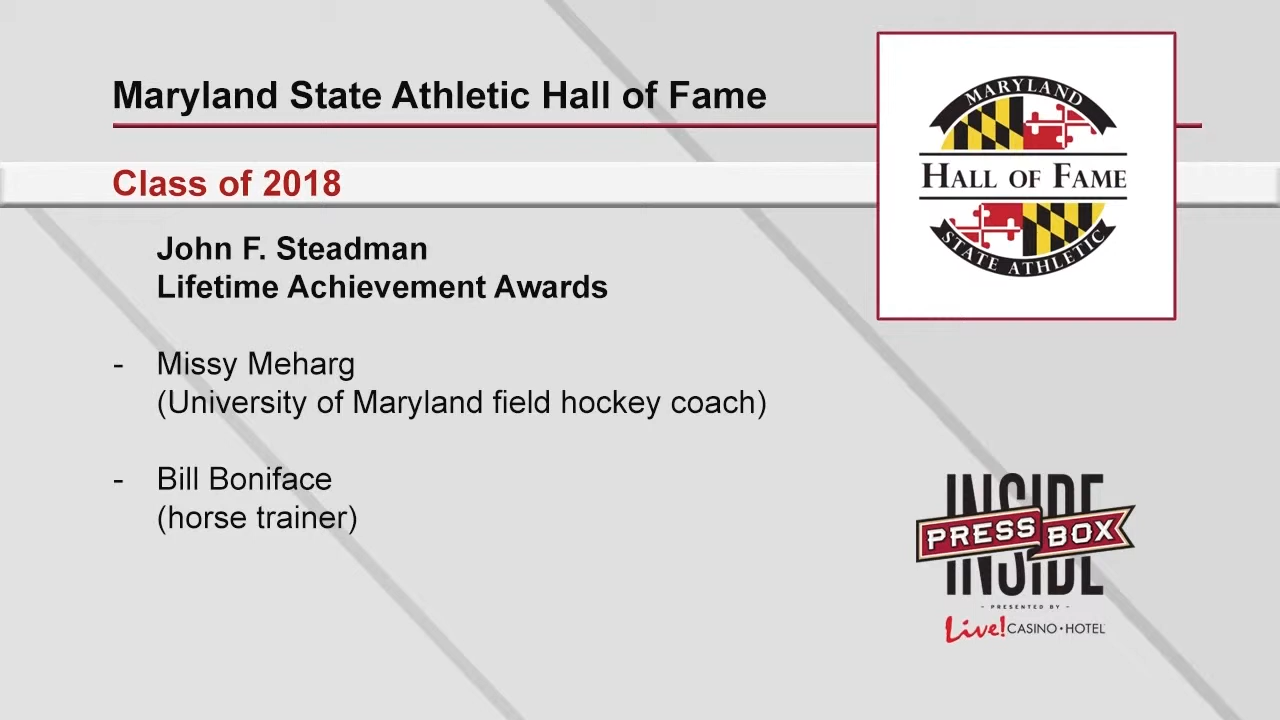 Maryland State Athletic Hall of Fame
Class of 2018
John F. Steadman
Lifetime Achievement Awards
- Missy Meharg
(University of Maryland field hockey coach)
- Bill Boniface
(horse trainer)
MARYLAND
HALL OF FAME
STATE ATHLETIC
INSIDE
PRESS BOX
INSIDE
- PRESENTED BY -
Live! CASINO • HOTEL